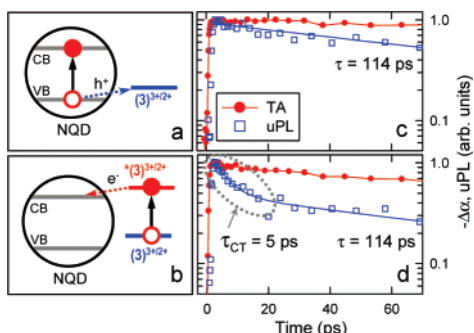 CB
VB
h⁺
(3)³⁺/²⁺
NQD
a
e⁻
*(3)³⁺/²⁺
CB
VB
(3)³⁺/²⁺
NQD
b
1.0
τ = 114 ps
TA
uPL
0.1
c
1.0
τCT = 5 ps
τ = 114 ps
0.1
d
0 20 40 60
Time (ps)
-Δα, uPL (arb. units)